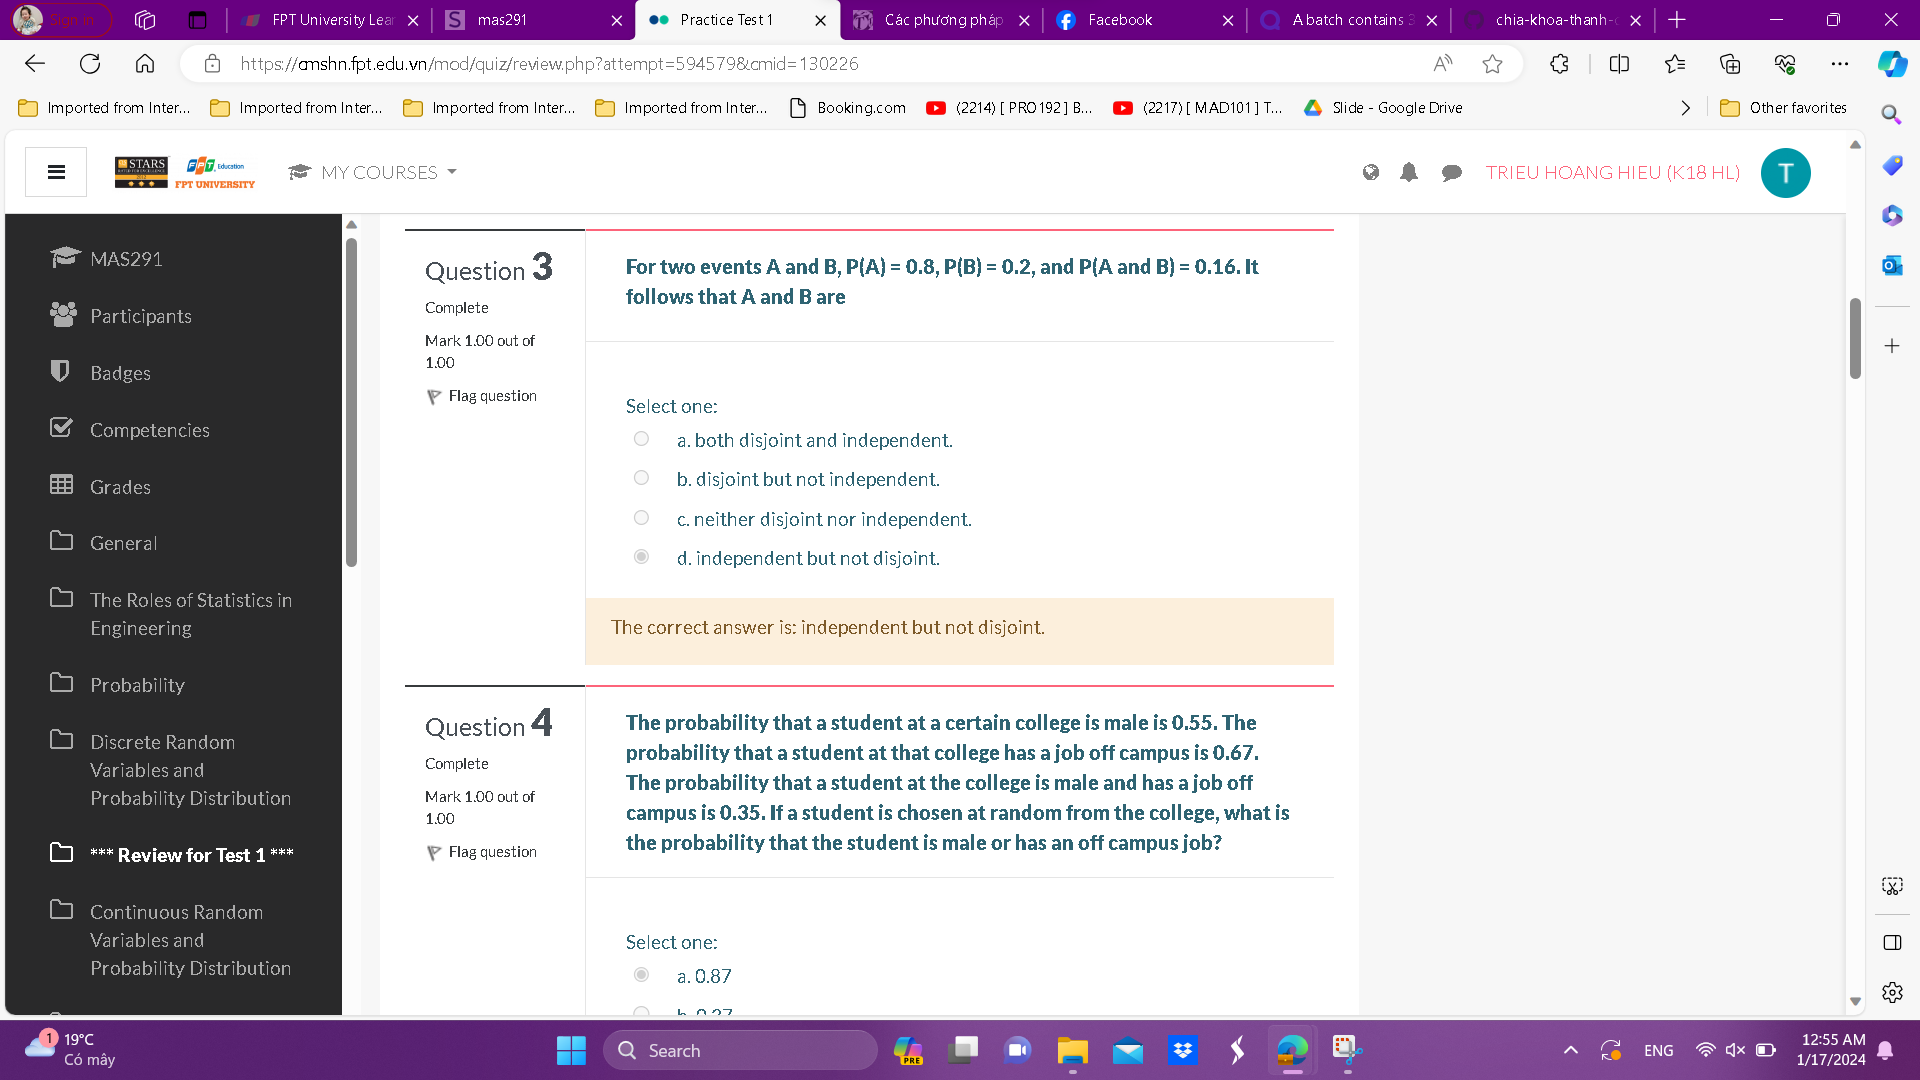 Sign in
FPT University Lear
mas291
Practice Test 1
Các phương pháp
Facebook
A batch contains 3
chia-khoa-thanh-c
https://cmshn.fpt.edu.vn/mod/quiz/review.php?attempt=594579&cmid=130226
Imported from Inter...
Imported from Inter...
Imported from Inter...
Imported from Inter...
Booking.com
(2214) [ PRO192 ] B...
(2217) [ MAD101 ] T...
Slide - Google Drive
Other favorites
STARS
FPT Education
FPT UNIVERSITY
MY COURSES
TRIEU HOANG HIEU (K18 HL)
T
MAS291
Participants
Badges
Competencies
Grades
General
The Roles of Statistics in
Engineering
Probability
Discrete Random
Variables and
Probability Distribution
*** Review for Test 1 ***
Continuous Random
Variables and
Probability Distribution
Question 3
Complete
Mark 1.00 out of
1.00
Flag question
For two events A and B, P(A) = 0.8, P(B) = 0.2, and P(A and B) = 0.16. It
follows that A and B are
Select one:
a. both disjoint and independent.
b. disjoint but not independent.
c. neither disjoint nor independent.
d. independent but not disjoint.
The correct answer is: independent but not disjoint.
Question 4
Complete
Mark 1.00 out of
1.00
Flag question
The probability that a student at a certain college is male is 0.55. The
probability that a student at that college has a job off campus is 0.67.
The probability that a student at the college is male and has a job off
campus is 0.35. If a student is chosen at random from the college, what is
the probability that the student is male or has an off campus job?
Select one:
a. 0.87
b. 0.27
1
19°C
Có mây
Search
PRE
ENG
12:55 AM
1/17/2024